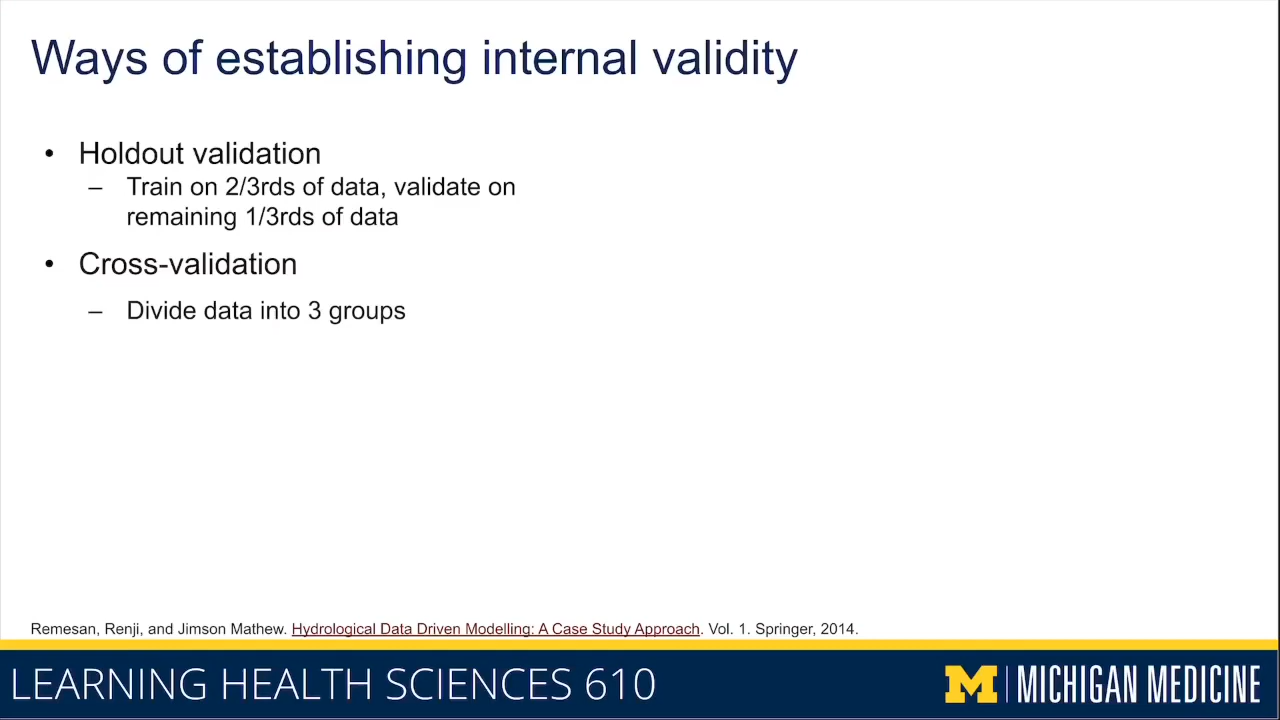 Ways of establishing internal validity
• Holdout validation
– Train on 2/3rds of data, validate on
remaining 1/3rds of data
• Cross-validation
– Divide data into 3 groups
Remesan, Renji, and Jimson Mathew. Hydrological Data Driven Modelling: A Case Study Approach. Vol. 1. Springer, 2014.
LEARNING HEALTH SCIENCES 610
M | MICHIGAN MEDICINE